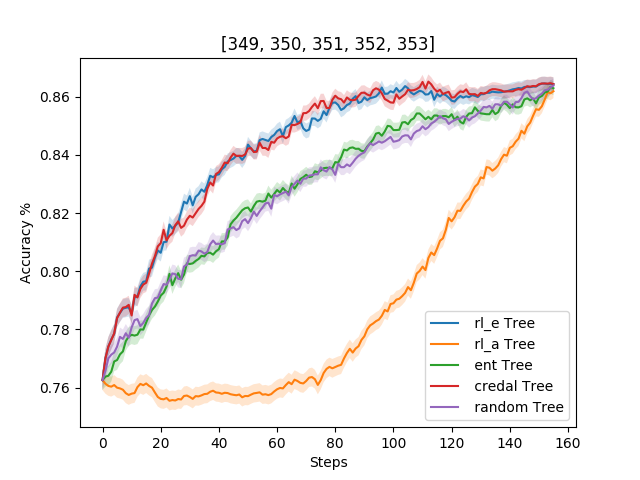 [349, 350, 351, 352, 353]
Accuracy %
0.86
0.84
0.82
0.80
0.78
0.76
0 20 40 60 80 100 120 140 160
Steps
rl_e Tree
rl_a Tree
ent Tree
credal Tree
random Tree